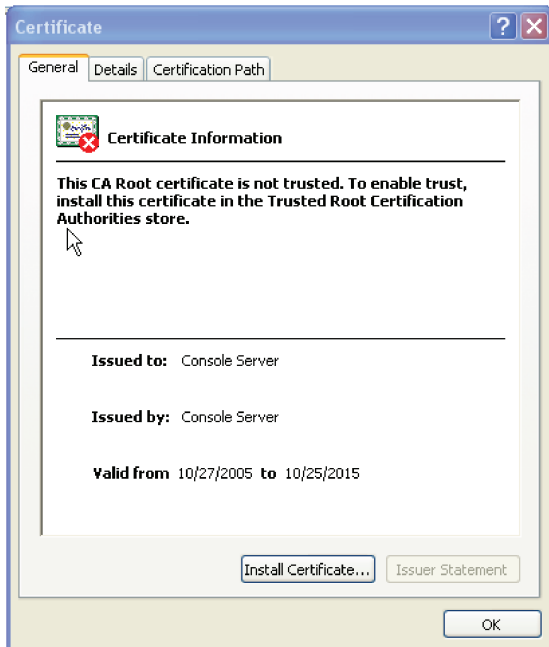 Certificate
General Details Certification Path
Certificate Information
This CA Root certificate is not trusted. To enable trust,
install this certificate in the Trusted Root Certification
Authorities store.
Issued to: Console Server
Issued by: Console Server
Valid from 10/27/2005 to 10/25/2015
Install Certificate... Issuer Statement
OK